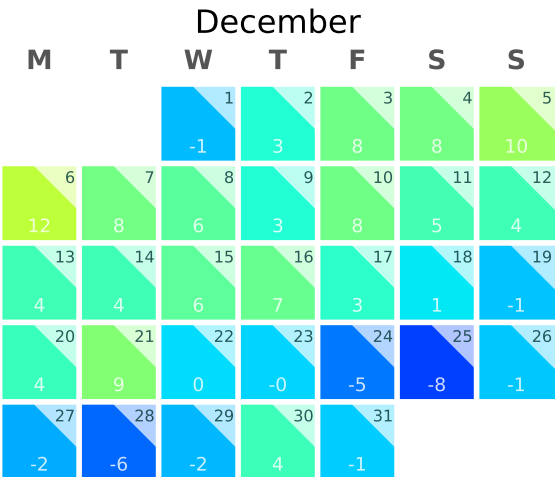 December
M T W T F S S
1 2 3 4 5
-1 3 8 8 10
6 7 8 9 10 11 12
12 8 6 3 8 5 4
13 14 15 16 17 18 19
4 4 6 7 3 1 -1
20 21 22 23 24 25 26
4 9 0 -0 -5 -8 -1
27 28 29 30 31
-2 -6 -2 4 -1